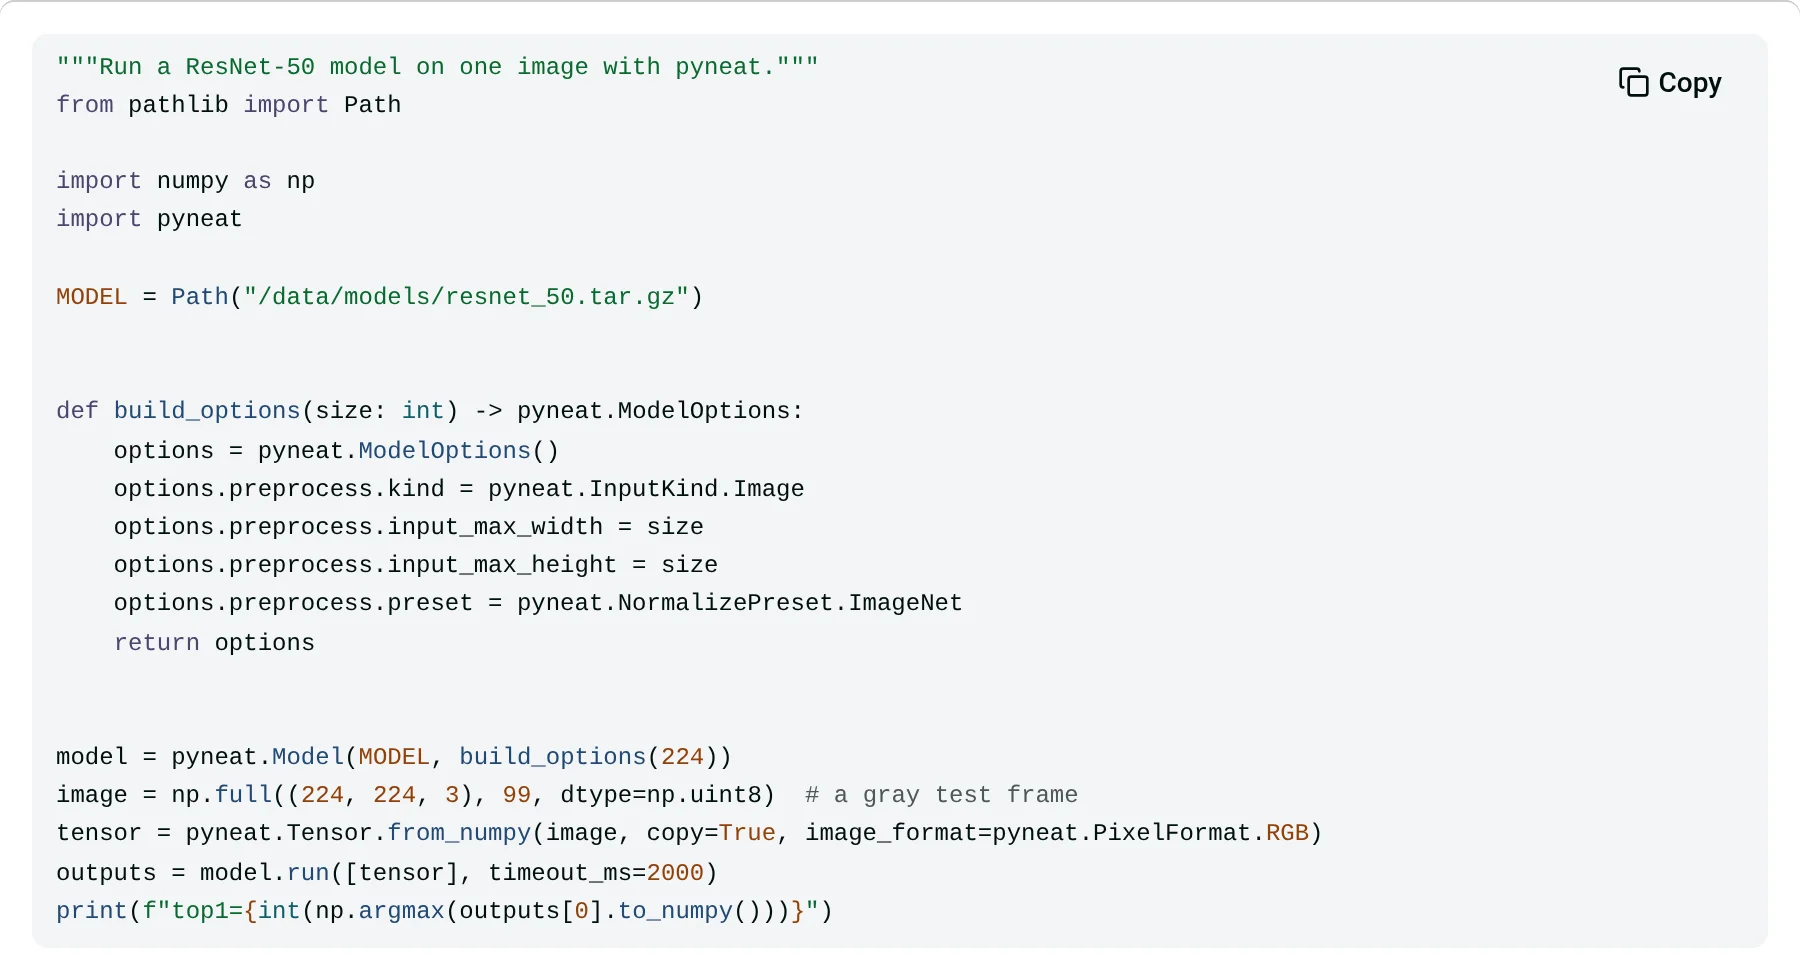 """Run a ResNet-50 model on one image with pyneat."""
Copy
from pathlib import Path

import numpy as np
import pyneat

MODEL = Path("/data/models/resnet_50.tar.gz")


def build_options(size: int) -> pyneat.ModelOptions:
    options = pyneat.ModelOptions()
    options.preprocess.kind = pyneat.InputKind.Image
    options.preprocess.input_max_width = size
    options.preprocess.input_max_height = size
    options.preprocess.preset = pyneat.NormalizePreset.ImageNet
    return options


model = pyneat.Model(MODEL, build_options(224))
image = np.full((224, 224, 3), 99, dtype=np.uint8)  # a gray test frame
tensor = pyneat.Tensor.from_numpy(image, copy=True, image_format=pyneat.PixelFormat.RGB)
outputs = model.run([tensor], timeout_ms=2000)
print(f"top1={int(np.argmax(outputs[0].to_numpy()))}")